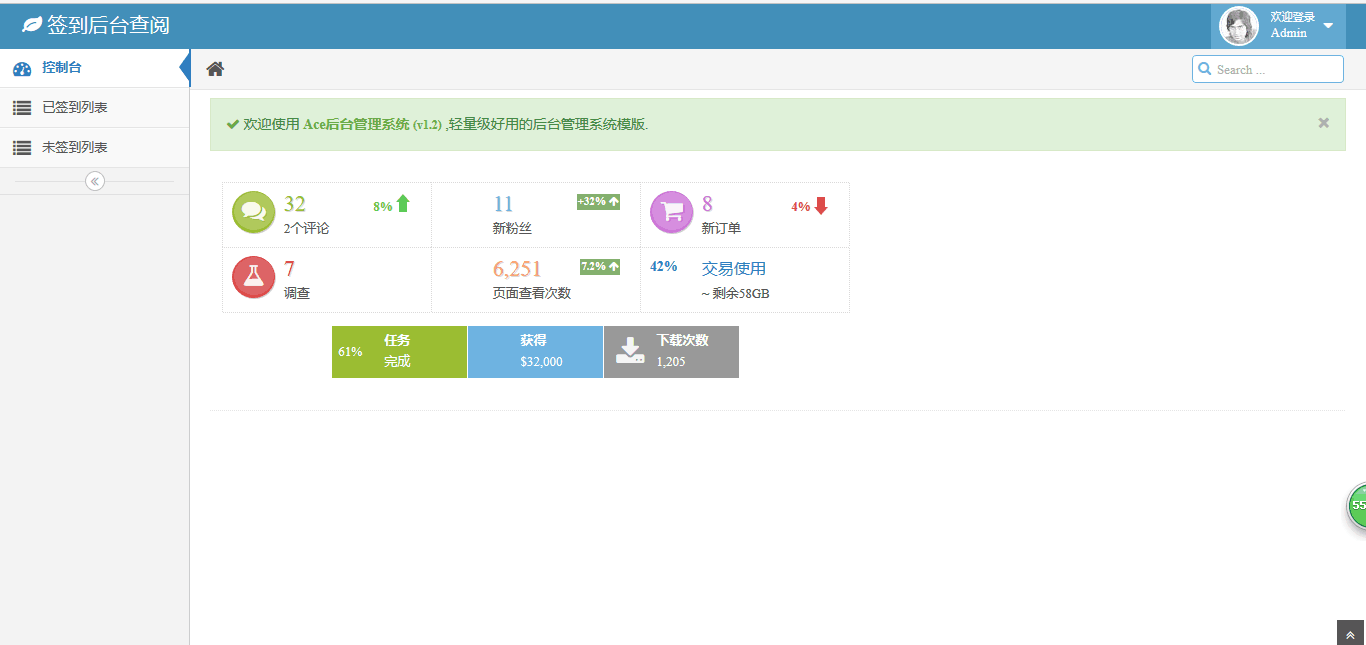 签到后台查阅
欢迎登录
Admin
控制台
Search ...
已签到列表
未签到列表
欢迎使用 Ace后台管理系统 (v1.2) ,轻量级好用的后台管理系统模版.
32
8%
2个评论
11
+32%
新粉丝
8
4%
新订单
7
调查
6,251
7.2%
页面查看次数
42%
交易使用
~ 剩余58GB
61%
任务
完成
获得
$32,000
下载次数
1,205
55